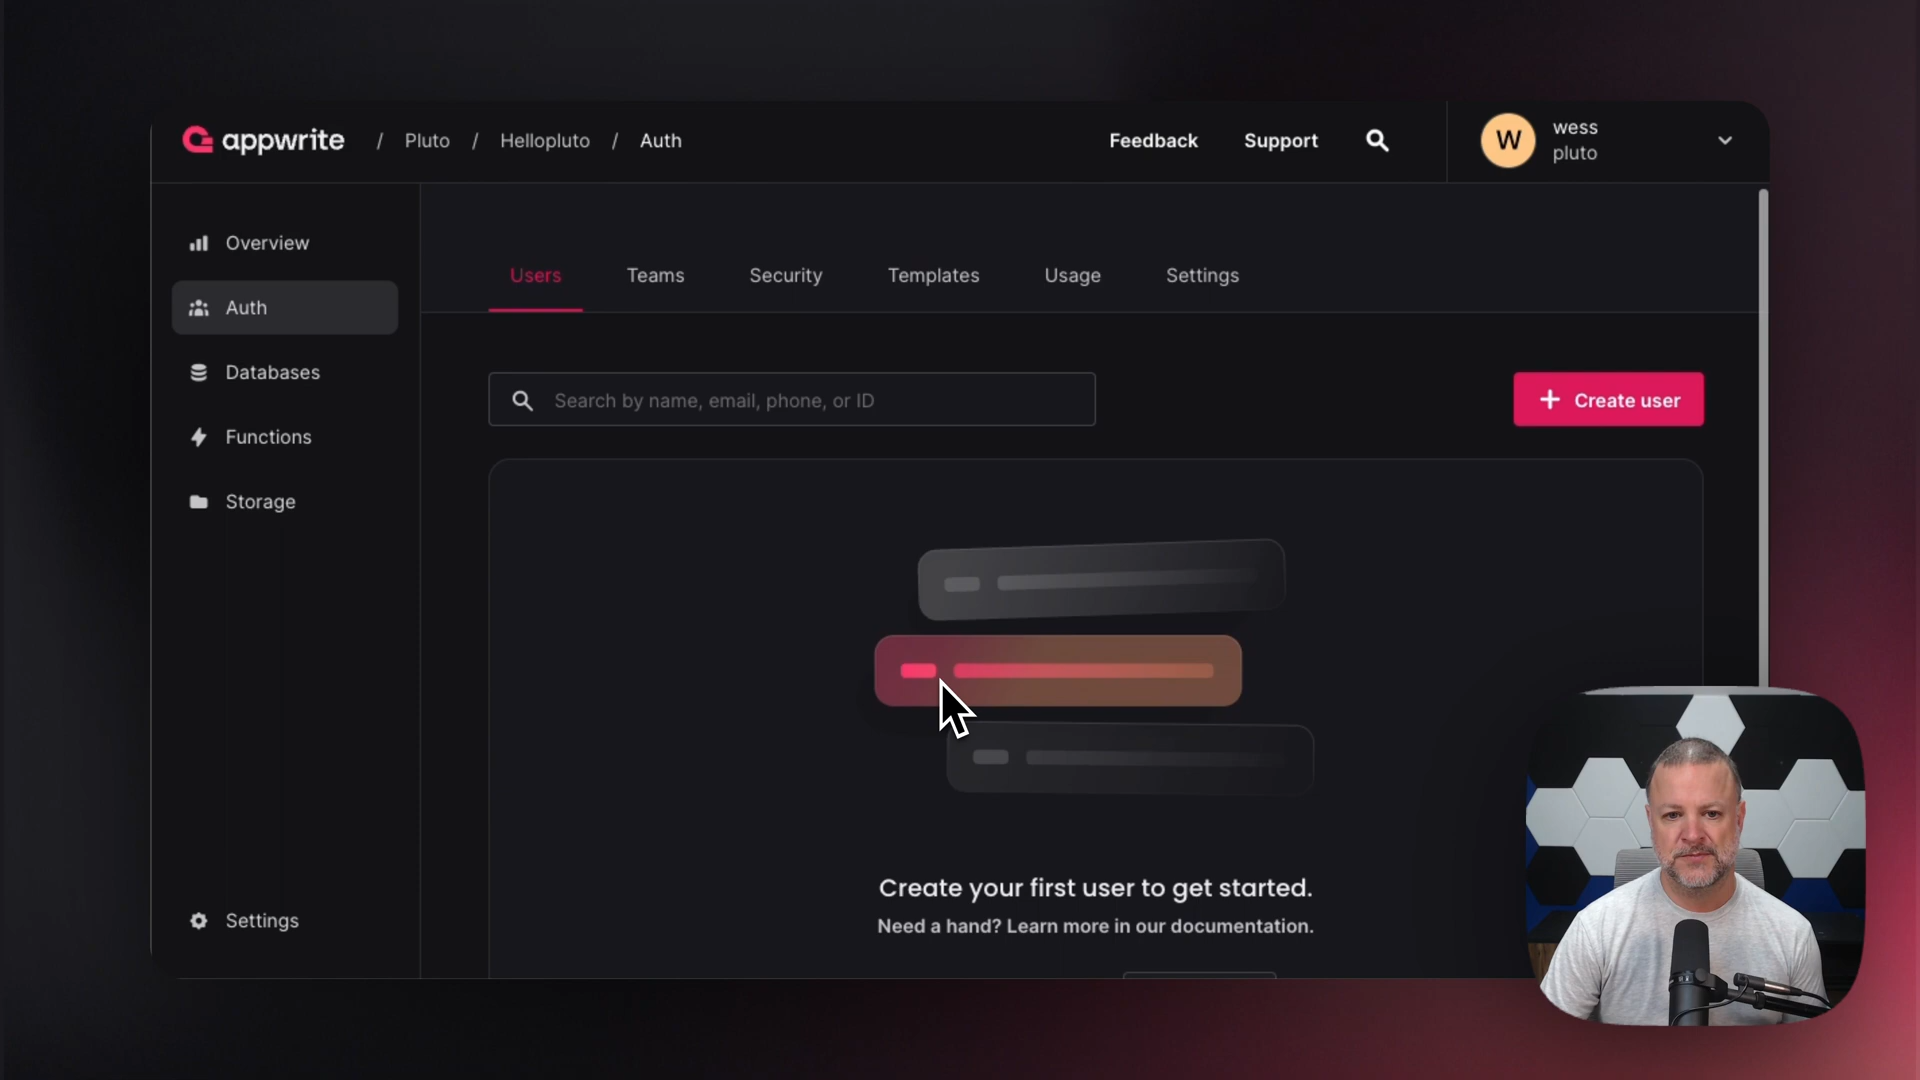 appwrite / Pluto / Hellopluto / Auth
Feedback
Support
W
wess
pluto
Overview
Auth
Databases
Functions
Storage
Settings
Users
Teams
Security
Templates
Usage
Settings
Search by name, email, phone, or ID
Create user
Create your first user to get started.
Need a hand? Learn more in our documentation.